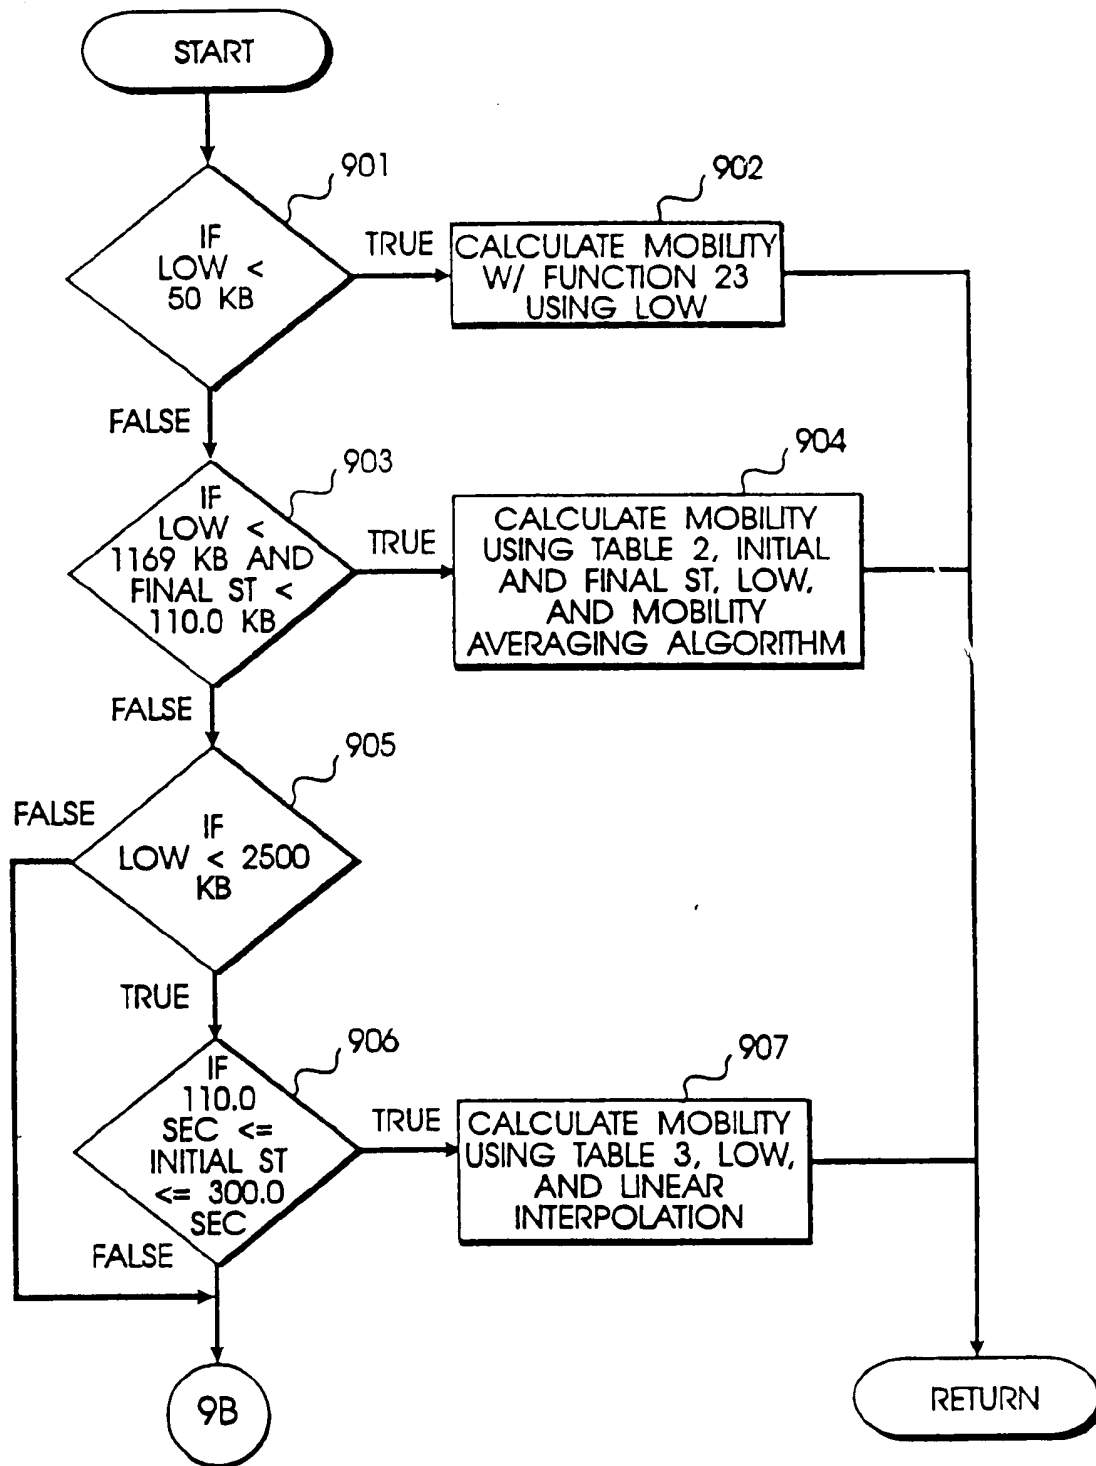 START
901
IF
LOW <
50 KB
TRUE
902
CALCULATE MOBILITY
W/ FUNCTION 23
USING LOW
FALSE
903
IF
LOW <
1169 KB AND
FINAL ST <
110.0 KB
TRUE
904
CALCULATE MOBILITY
USING TABLE 2, INITIAL
AND FINAL ST, LOW,
AND MOBILITY
AVERAGING ALGORITHM
FALSE
905
FALSE
IF
LOW < 2500
KB
TRUE
906
IF
110.0
SEC <=
INITIAL ST
<= 300.0
SEC
TRUE
907
CALCULATE MOBILITY
USING TABLE 3, LOW,
AND LINEAR
INTERPOLATION
FALSE
9B
RETURN